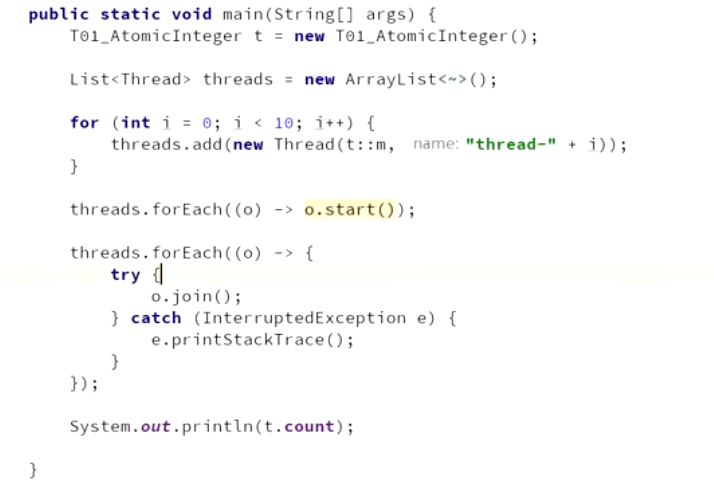 public static void main(String[] args) {
T01_AtomicInteger t = new T01_AtomicInteger();
List<Thread> threads = new ArrayList<~>();
for (int i = 0; i < 10; i++) {
threads.add(new Thread(t::m, name: "thread-" + i));
}
threads.forEach((o) -> o.start());
threads.forEach((o) -> {
try {
o.join();
} catch (InterruptedException e) {
e.printStackTrace();
}
});
System.out.println(t.count);
}